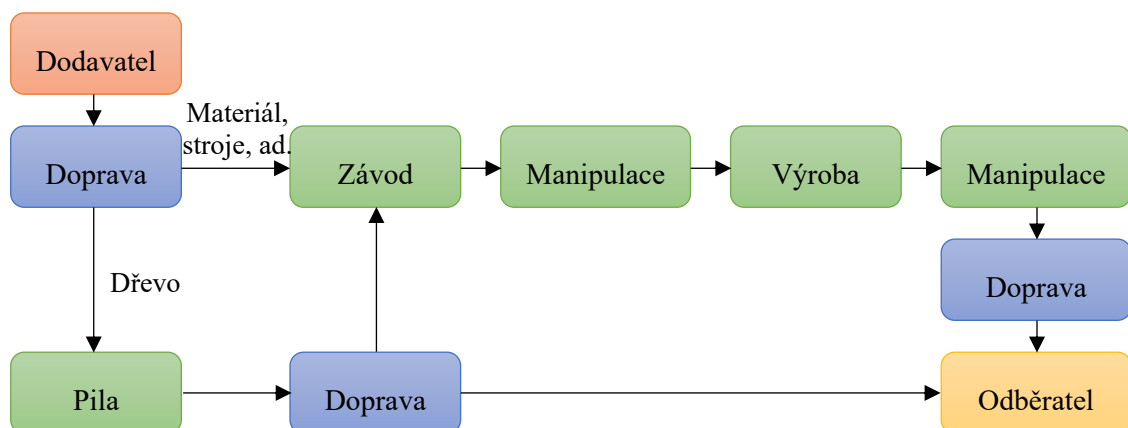 Dodavatel
Materiál,
stroje, ad.
Doprava
Závod
Manipulace
Výroba
Manipulace
Dřevo
Doprava
Pila
Doprava
Odběratel